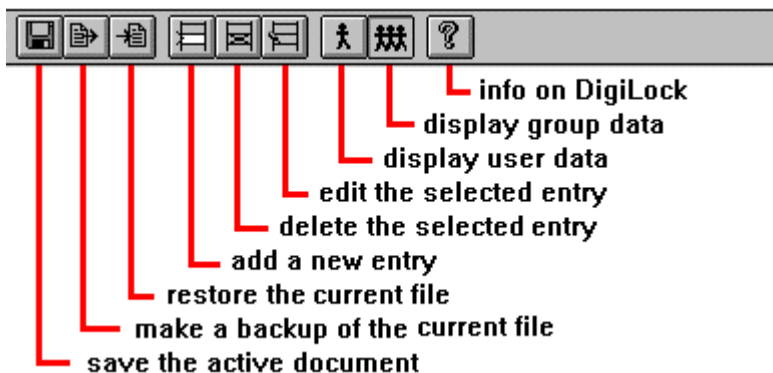 info on DigiLock
display group data
display user data
edit the selected entry
delete the selected entry
add a new entry
restore the current file
make a backup of the current file
save the active document